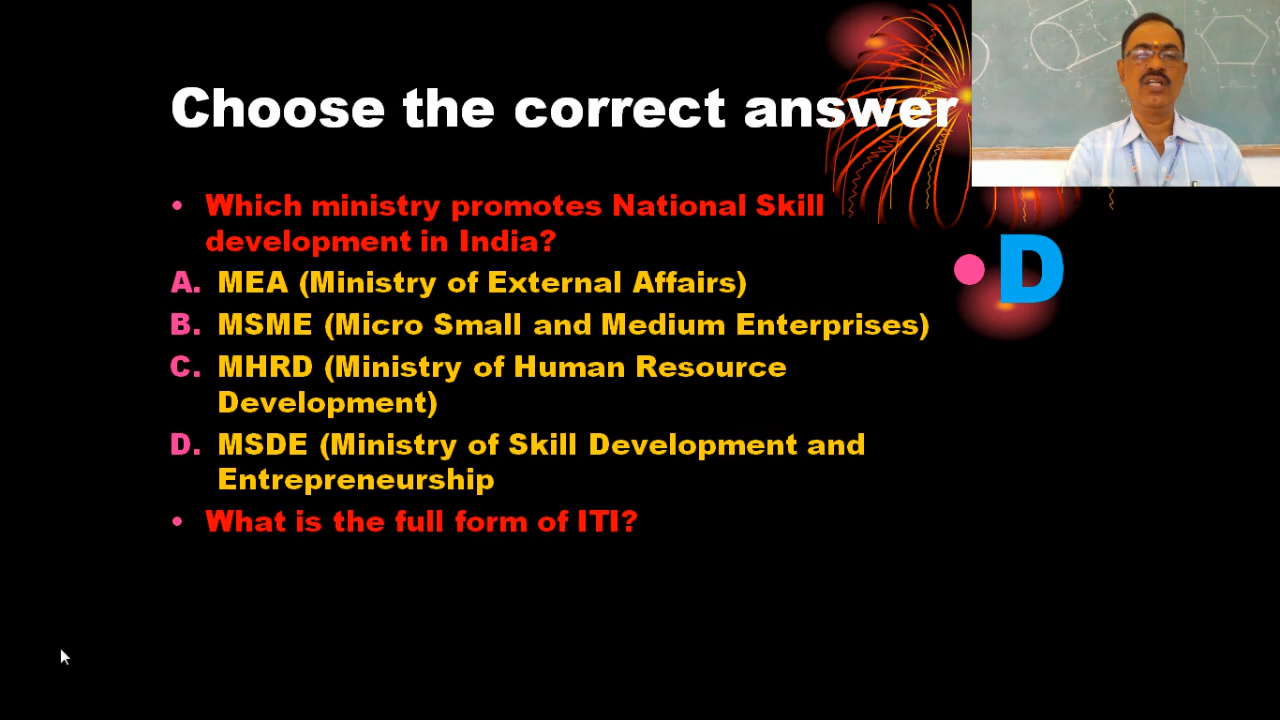 Choose the correct answer
• Which ministry promotes National Skill
development in India?
A. MEA (Ministry of External Affairs)
B. MSME (Micro Small and Medium Enterprises)
C. MHRD (Ministry of Human Resource
Development)
D. MSDE (Ministry of Skill Development and
Entrepreneurship
• What is the full form of ITI?
• D